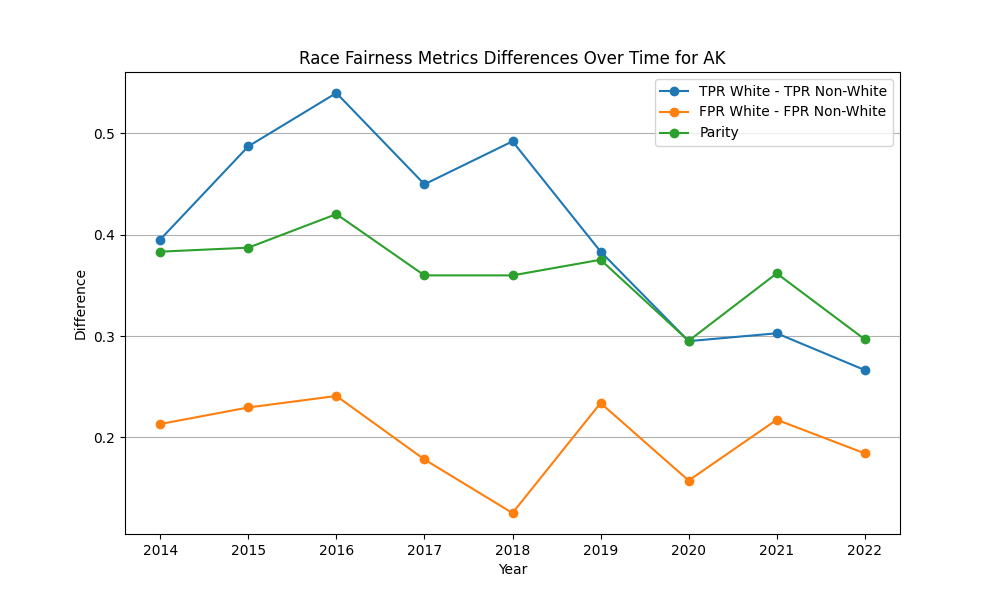 Race Fairness Metrics Differences Over Time for AK
TPR White - TPR Non-White
FPR White - FPR Non-White
Parity
0.5
0.4
0.3
0.2
Difference
2014 2015 2016 2017 2018 2019 2020 2021 2022
Year